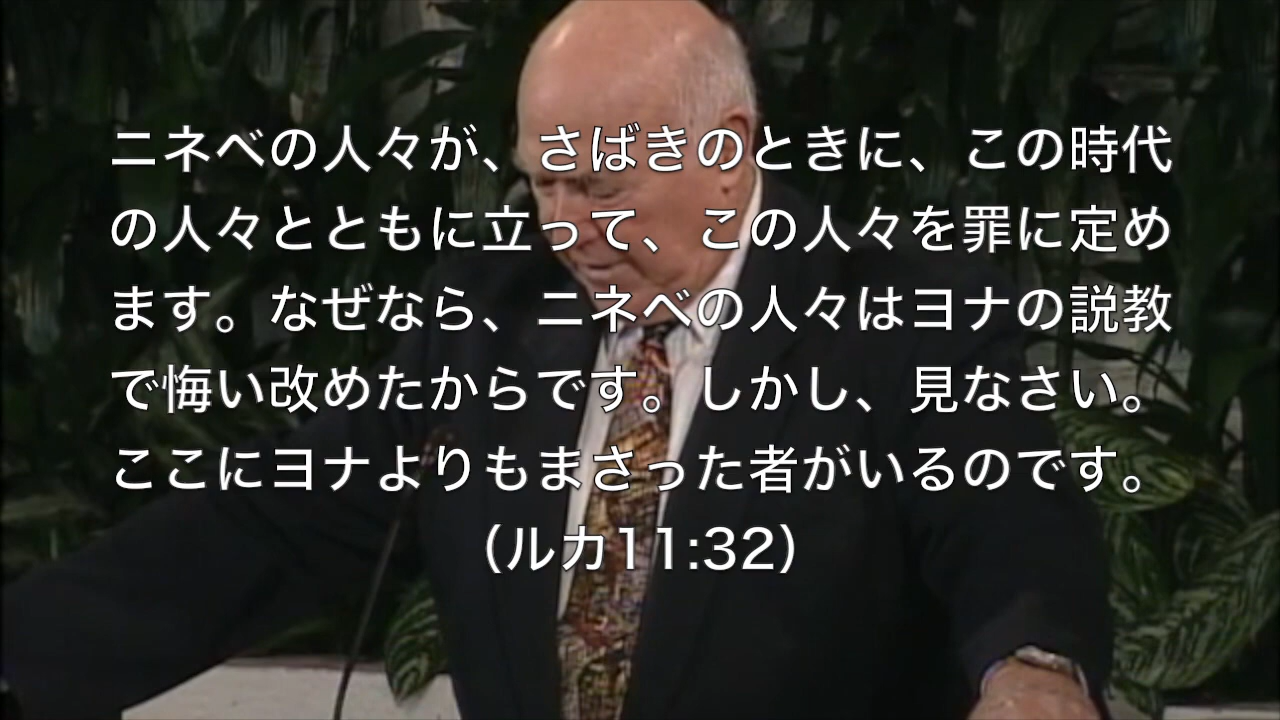 ニネベの人々が、さばきのときに、この時代
の人々とともに立って、この人々を罪に定め
ます。なぜなら、ニネベの人々はヨナの説教
で悔い改めたからです。しかし、見なさい。
ここにヨナよりもまさった者がいるのです。
（ルカ11:32）